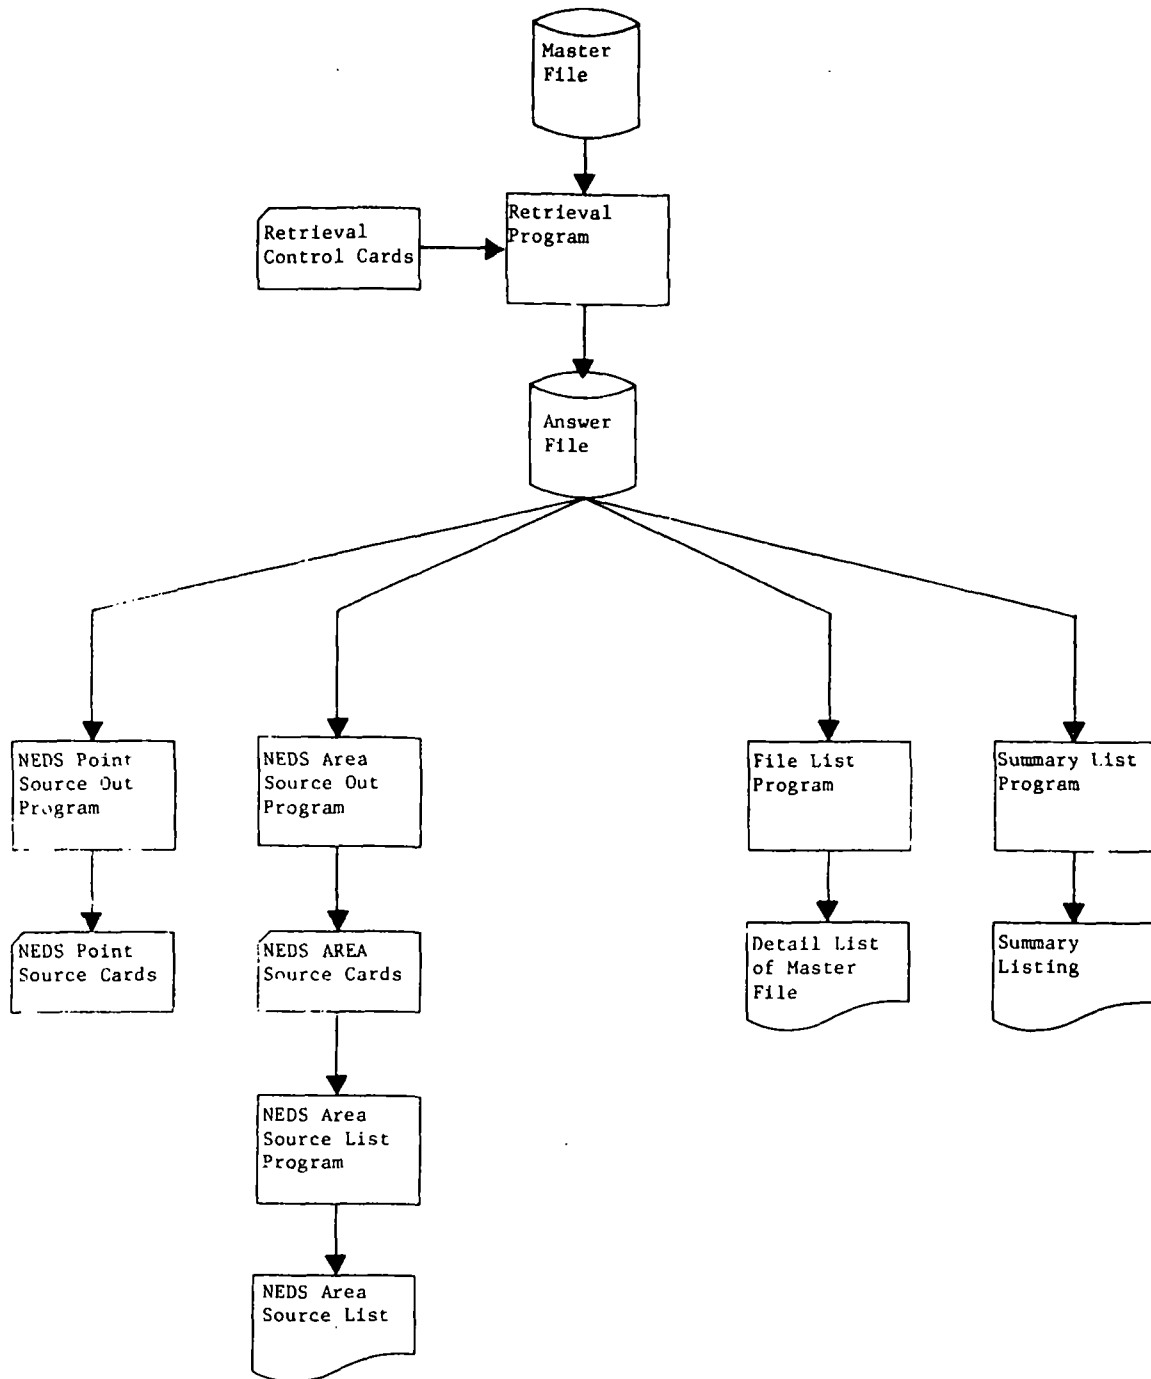 Master
File
Retrieval
Program
Retrieval
Control Cards
Answer
File
NEDS Point
Source Out
Program
NEDS Area
Source Out
Program
File List
Program
Summary List
Program
NEDS Point
Source Cards
NEDS AREA
Source Cards
Detail List
of Master
File
Summary
Listing
NEDS Area
Source List
Program
NEDS Area
Source List